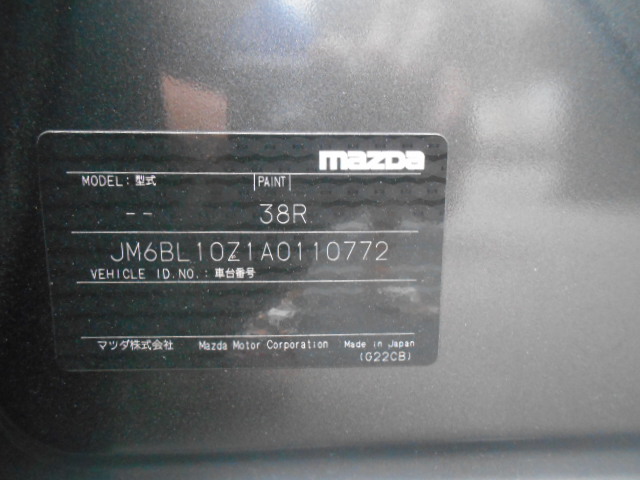 mazda
MODEL: 型式 PAINT
-- 38R
JM6BL10Z1A0110772
VEHICLE ID.NO.: 車台番号
マツダ株式会社 Mazda Motor Corporation Made in Japan
(G22CB)